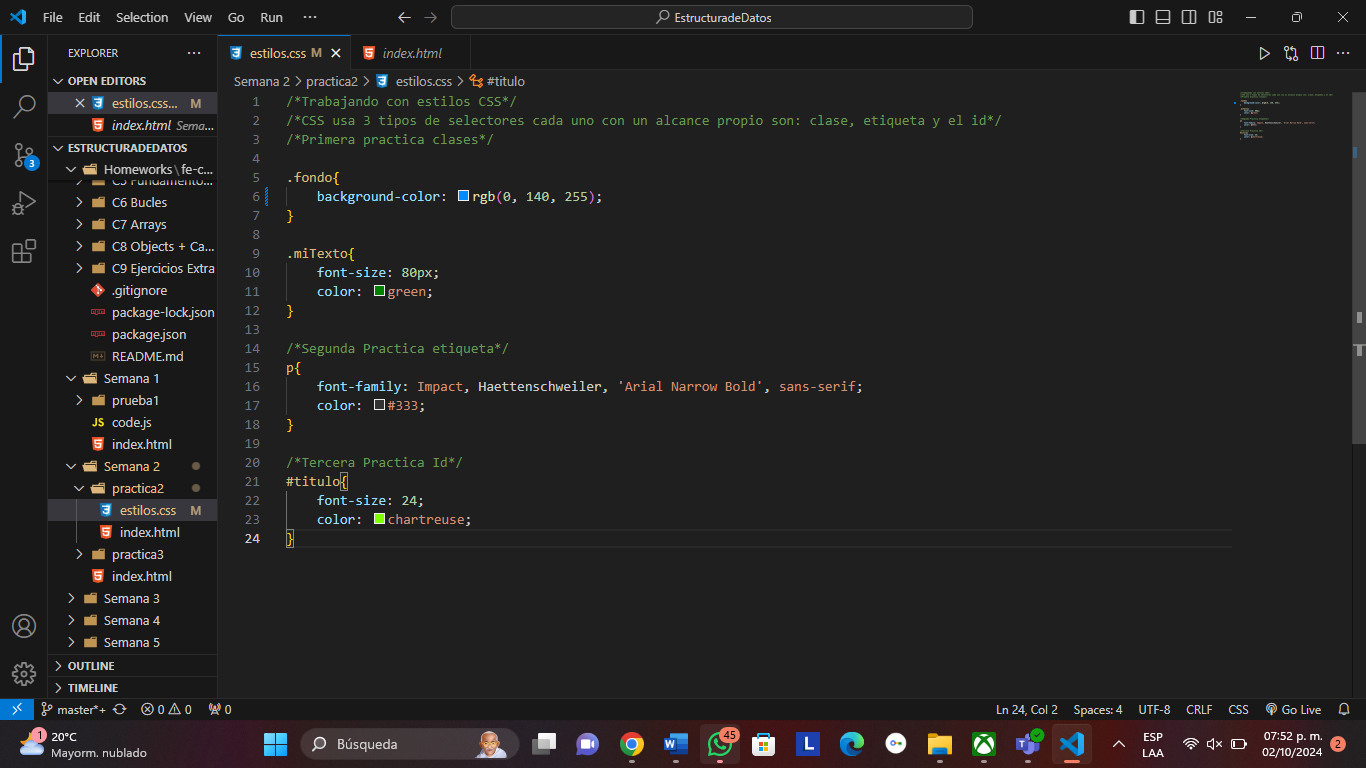 File Edit Selection View Go Run ···
EstructuradeDatos
EXPLORER ···
OPEN EDITORS
estilos.css... M
index.html Sema...
ESTRUCTURADEDATOS
Homeworks\fe-c...
C6 Bucles
C7 Arrays
C8 Objects + Ca...
C9 Ejercicios Extra
.gitignore
package-lock.json
package.json
README.md
Semana 1
prueba1
JS code.js
index.html
Semana 2
practica2
estilos.css M
index.html
practica3
index.html
Semana 3
Semana 4
Semana 5
OUTLINE
TIMELINE
3
estilos.css M
index.html
Semana 2 > practica2 > estilos.css > #titulo
1 /*Trabajando con estilos CSS*/
2 /*CSS usa 3 tipos de selectores cada uno con un alcance propio son: clase, etiqueta y el id*/
3 /*Primera practica clases*/
4
5 .fondo{
6 background-color: rgb(0, 140, 255);
7 }
8
9 .miTexto{
10 font-size: 80px;
11 color: green;
12 }
13
14 /*Segunda Practica etiqueta*/
15 p{
16 font-family: Impact, Haettenschweiler, 'Arial Narrow Bold', sans-serif;
17 color: #333;
18 }
19
20 /*Tercera Practica Id*/
21 #titulo{
22 font-size: 24;
23 color: chartreuse;
24 }
master*+ 0 0 0 Ln 24, Col 2 Spaces: 4 UTF-8 CRLF CSS Go Live
1 20°C
Mayorm. nublado
Búsqueda
45
L
ESP
LAA
07:52 p. m.
02/10/2024
2